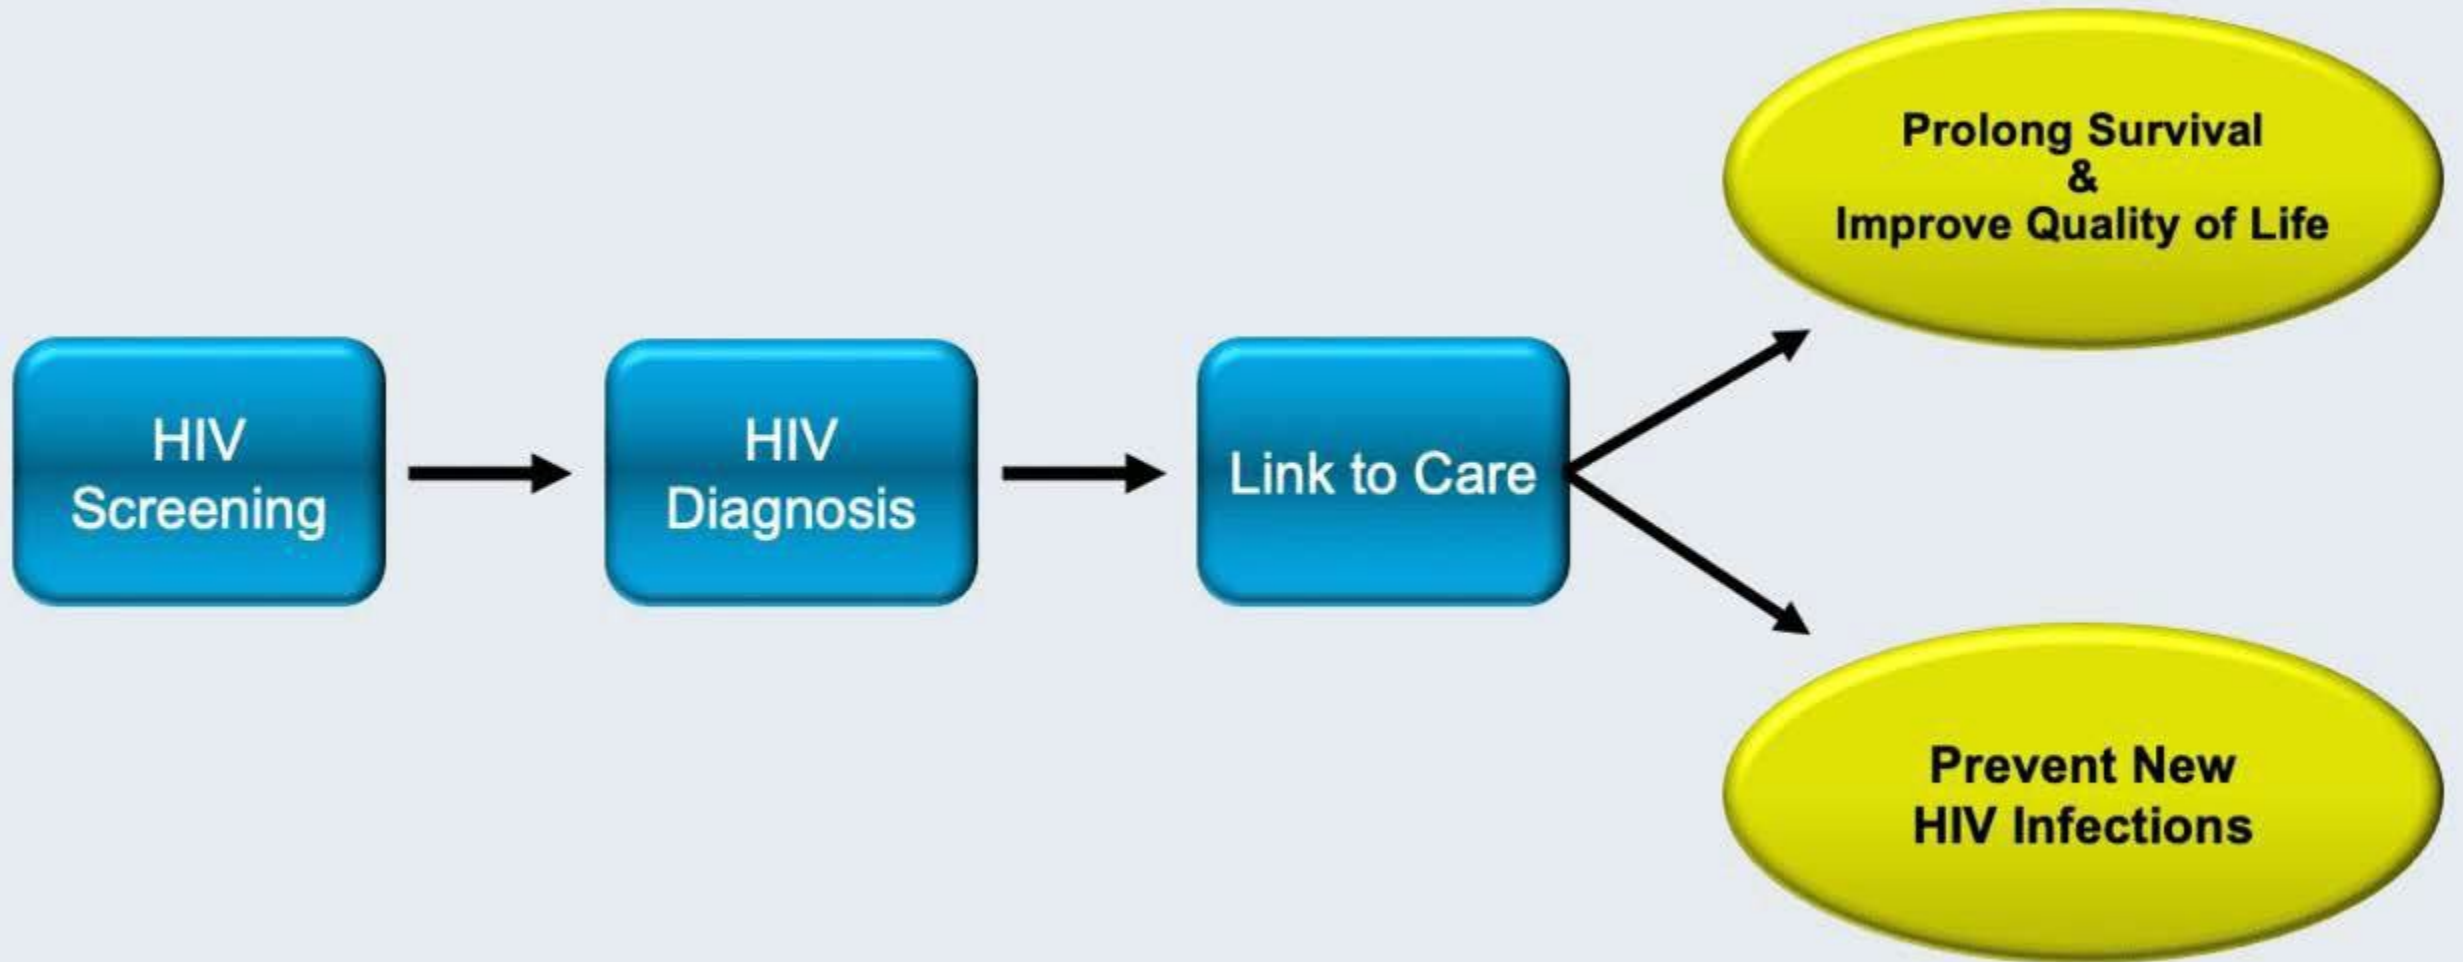 HIV
Screening
HIV
Diagnosis
Link to Care
Prolong Survival
&
Improve Quality of Life
Prevent New
HIV Infections